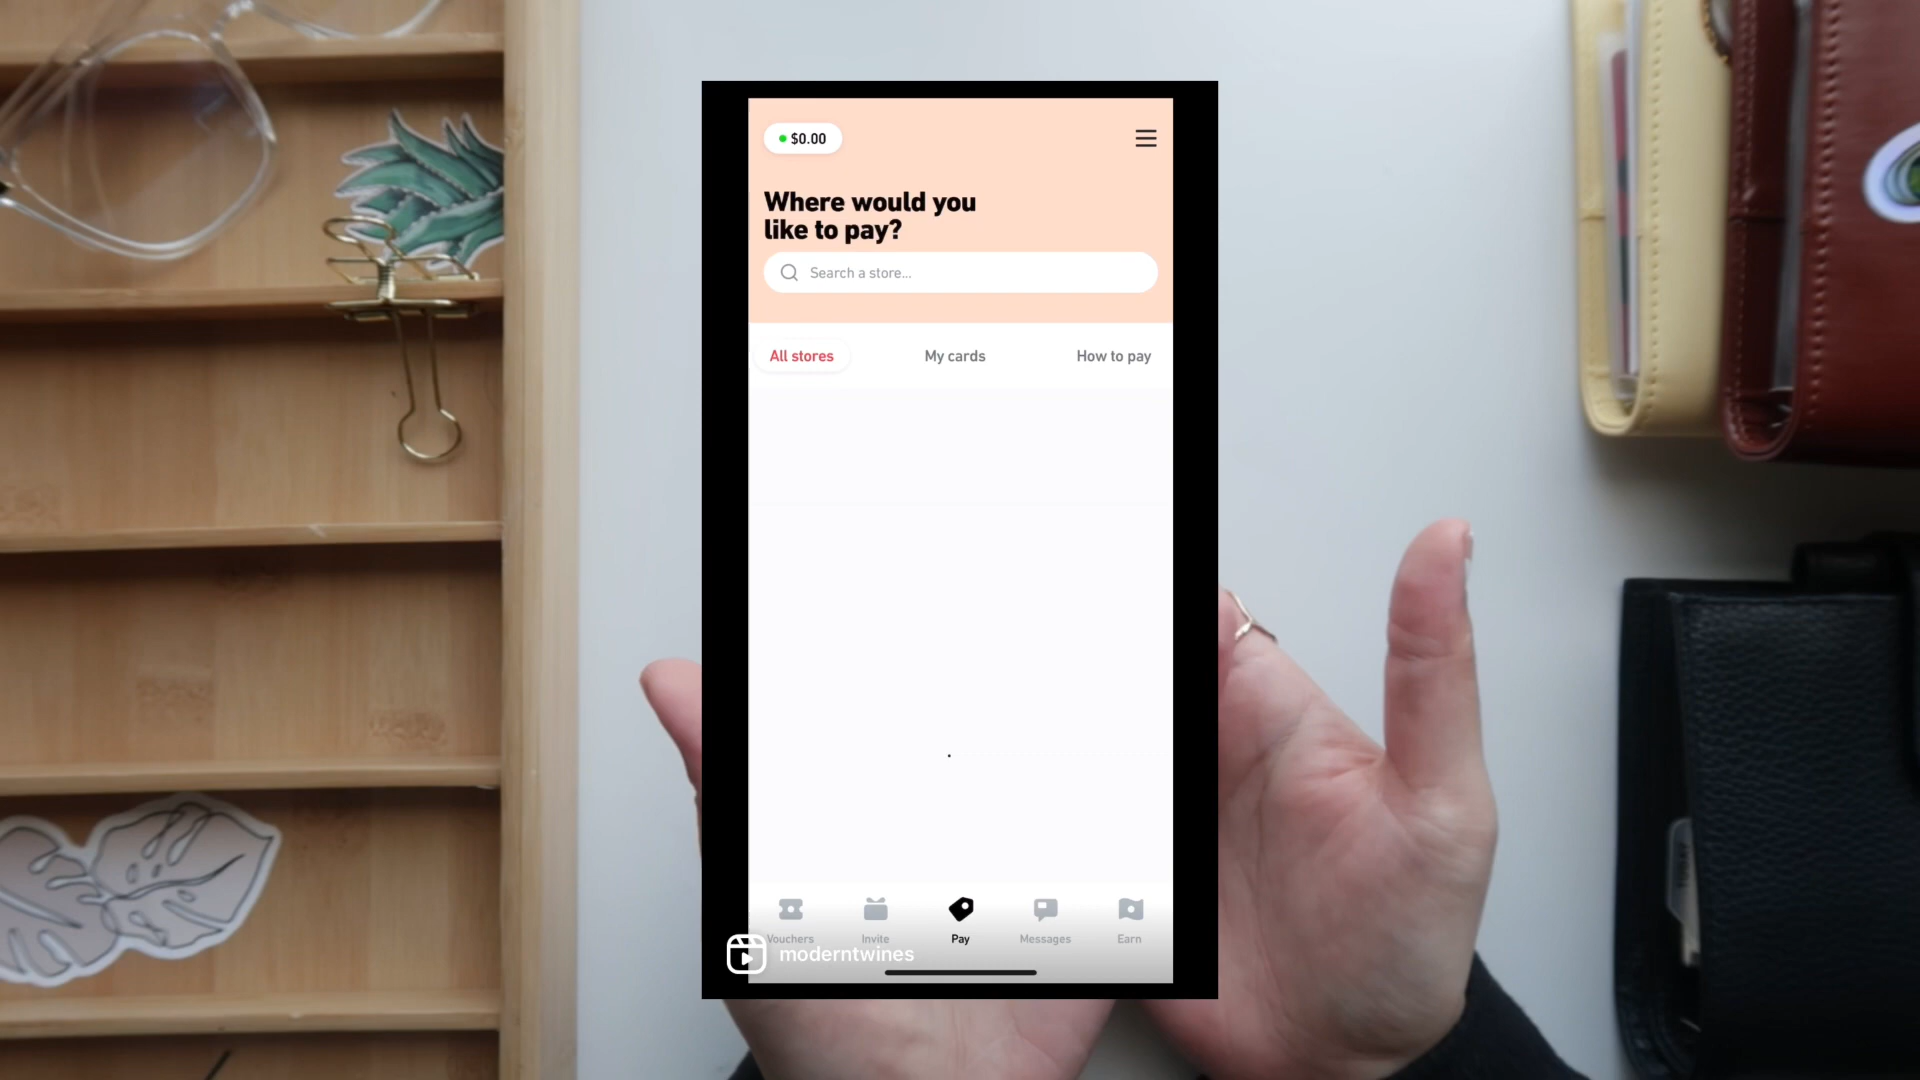 $0.00
Where would you
like to pay?
Search a store...
All stores
My cards
How to pay
Vouchers
Invite
Pay
Messages
Earn
moderntwines